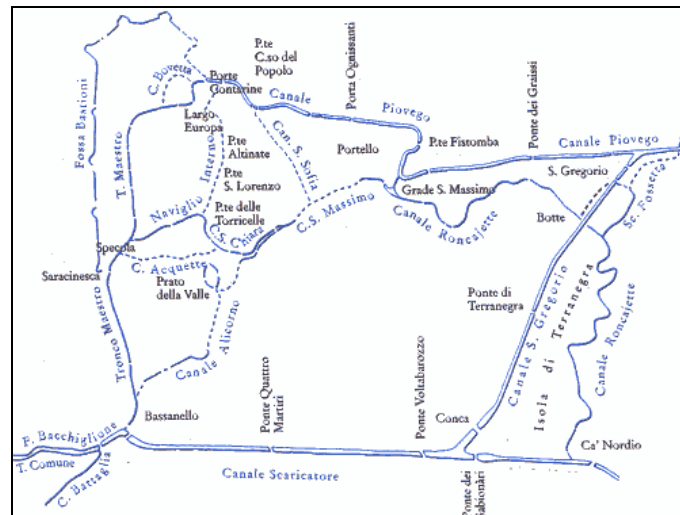 P.te
C.so del
Popolo
Porta Ognissanti
Ponte dei Graissi
C. Bovetta
Porte
Contarine
Canale
Piovego
Fossa Bastioni
Largo
Europa
T. Maestro
Interno
P.te
Altinate
Can. S. Sofia
Portello
P.te Fistomba
Canale Piovego
P.te
S. Lorenzo
S. Gregorio
Grade S. Massimo
C.S. Massimo
Canale Roncajette
Sc. Fossetta
Naviglio
P.te delle
Torricelle
C.S. Chiara
Botte
Specola
C. Acquette
Saracinesca
Prato
della Valle
Ponte di
Terranegra
Canale S. Gregorio
Isola di Terranegra
Canale Roncajette
Tronco Maestro
Canale Alicorno
Bassanello
Ponte Quattro
Martiri
Ponte Voltabarozzo
Conca
F. Bacchiglione
T. Comune
C. Battaglia
Canale Scaricatore
Ca' Nordio
Ponte dei